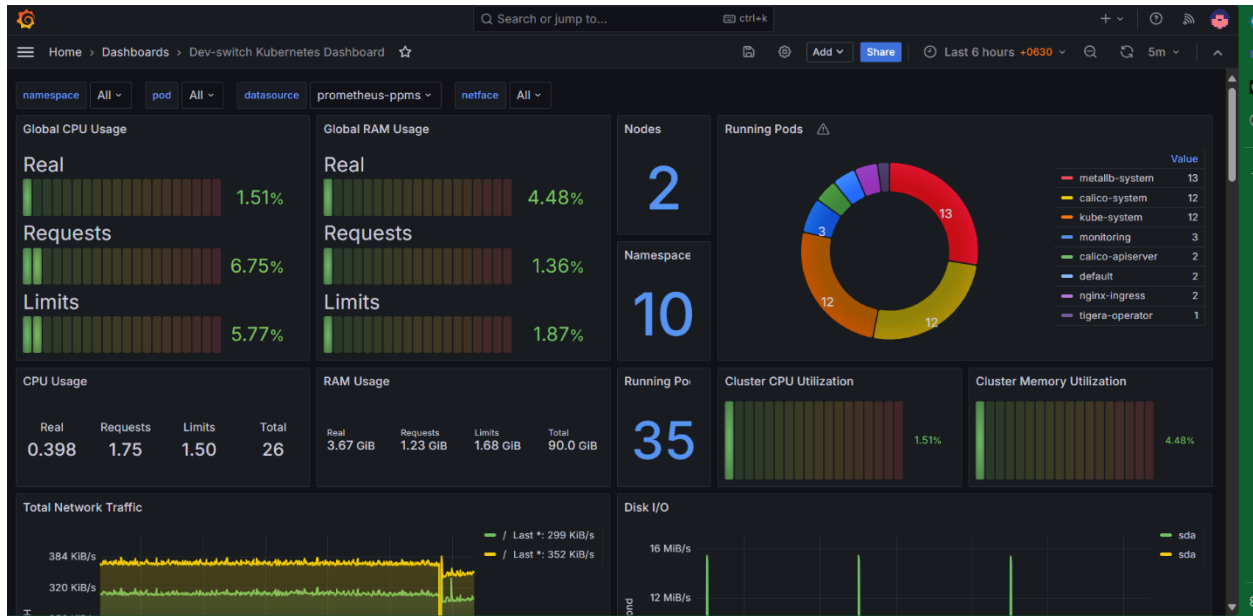 Search or jump to...
ctrl+k
Home › Dashboards › Dev-switch Kubernetes Dashboard
Add
Share
Last 6 hours +0630
5m
namespace All
pod All
datasource prometheus-ppms
netface All
Global CPU Usage
Real
1.51%
Requests
6.75%
Limits
5.77%
Global RAM Usage
Real
4.48%
Requests
1.36%
Limits
1.87%
Nodes
2
Namespace
10
Running Pods
13
12
12
3
Value
metallb-system 13
calico-system 12
kube-system 12
monitoring 3
calico-apiserver 2
default 2
nginx-ingress 2
tigera-operator 1
CPU Usage
Real Requests Limits Total
0.398 1.75 1.50 26
RAM Usage
Real Requests Limits Total
3.67 GiB 1.23 GiB 1.68 GiB 90.0 GiB
Running Po
35
Cluster CPU Utilization
1.51%
Cluster Memory Utilization
4.48%
Total Network Traffic
384 KiB/s
320 KiB/s
/ Last *: 299 KiB/s
/ Last *: 352 KiB/s
Disk I/O
16 MiB/s
12 MiB/s
ond
sda
sda